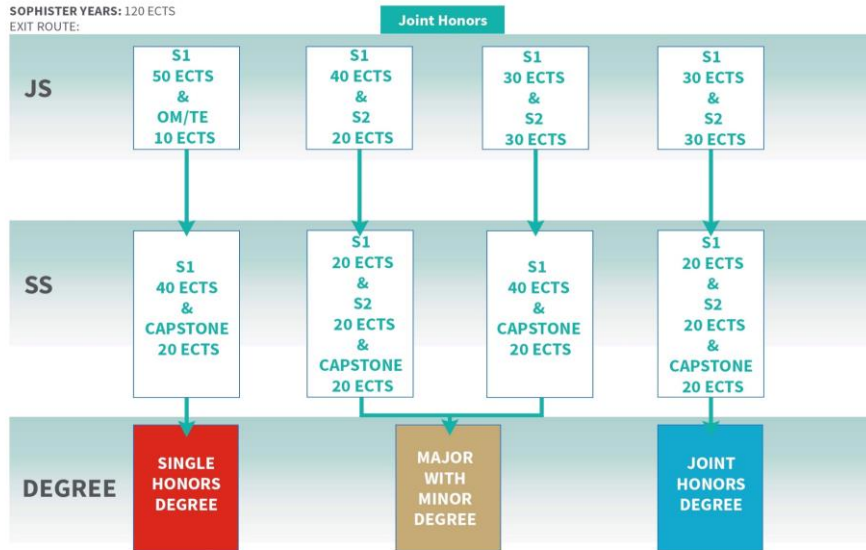 SOPHISTER YEARS: 120 ECTS
EXIT ROUTE:
Joint Honors
JS
S1
50 ECTS
&
OM/TE
10 ECTS
S1
40 ECTS
&
S2
20 ECTS
S1
30 ECTS
&
S2
30 ECTS
S1
30 ECTS
&
S2
30 ECTS
SS
S1
40 ECTS
&
CAPSTONE
20 ECTS
S1
20 ECTS
&
S2
20 ECTS
&
CAPSTONE
20 ECTS
S1
40 ECTS
&
CAPSTONE
20 ECTS
S1
20 ECTS
&
S2
20 ECTS
&
CAPSTONE
20 ECTS
DEGREE
SINGLE
HONORS
DEGREE
MAJOR
WITH
MINOR
DEGREE
JOINT
HONORS
DEGREE